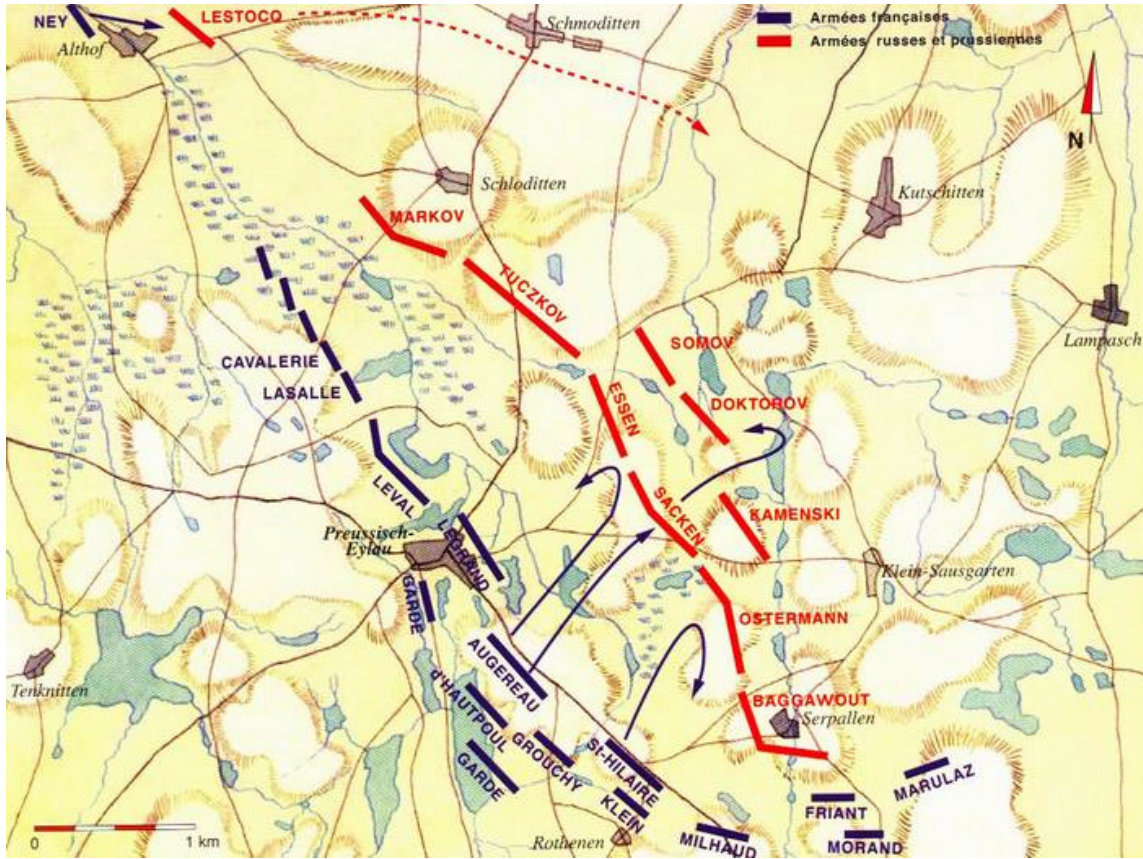 NEY
LESTOCQ
Schmoditten
Althof
Armées françaises
Armées russes et prussiennes
N
Schloditten
Kutschitten
MARKOV
TUCZKOV
Lampasch
SOMOV
CAVALERIE
LASALLE
ESSEN
DOKTOROV
LEVAL
SACKEN
KAMENSKI
Preussisch-
Eylau
LEGRAND
Klein-Sausgarten
GARDE
OSTERMANN
AUGEREAU
Tenknitten
d'HAUTPOUL
BAGGAWOUT
Serpallen
GROUCHY
St-HILAIRE
GARDE
MARULAZ
KLEIN
FRIANT
0
1 km
Rothenen
MILHAUD
MORAND